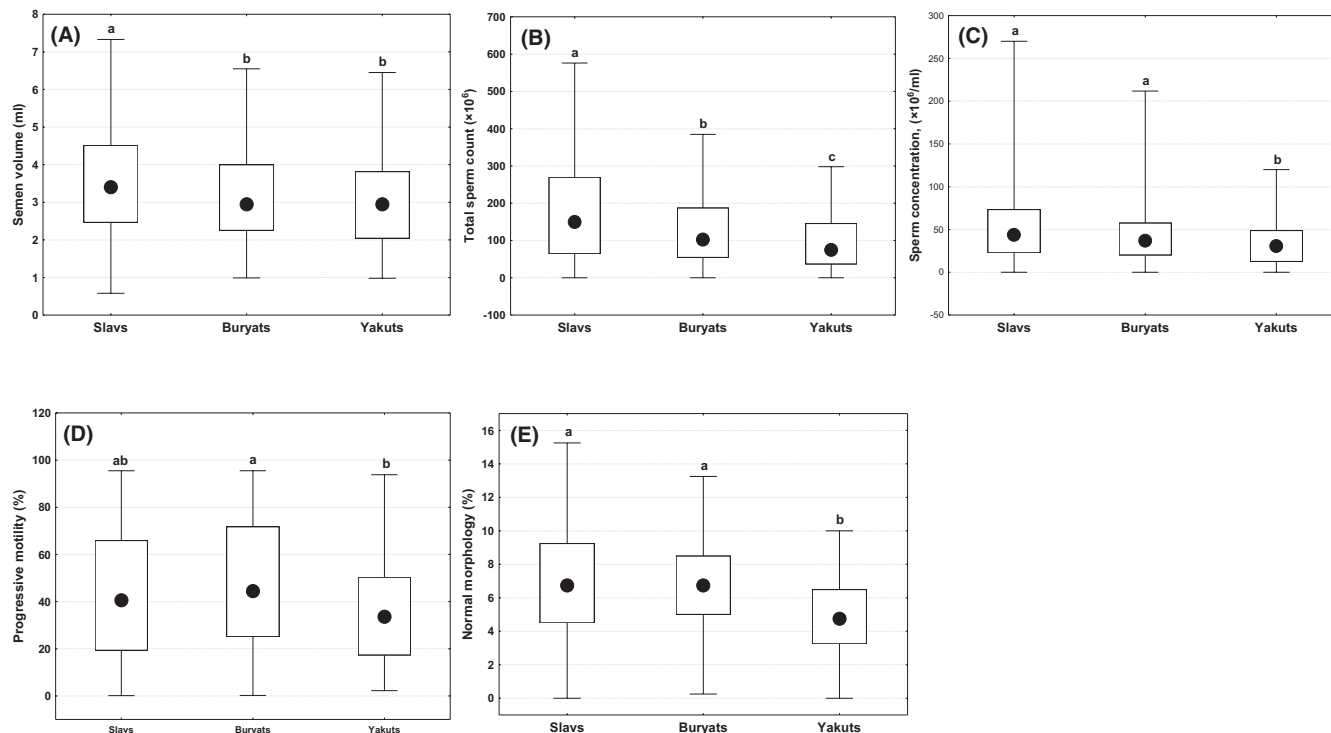 (A)
Semen volume (ml)
8
7
6
5
4
3
2
1
0
a
b
b
Slavs Buryats Yakuts
(B)
Total sperm count (×10⁶)
700
600
500
400
300
200
100
0
-100
a
b
c
Slavs Buryats Yakuts
(C)
Sperm concentration, (×10⁶/ml)
300
250
200
150
100
50
0
-50
a
a
b
Slavs Buryats Yakuts
(D)
Progressive motility (%)
120
100
80
60
40
20
0
ab
a
b
Slavs Buryats Yakuts
(E)
Normal morphology (%)
16
14
12
10
8
6
4
2
0
a
a
b
Slavs Buryats Yakuts